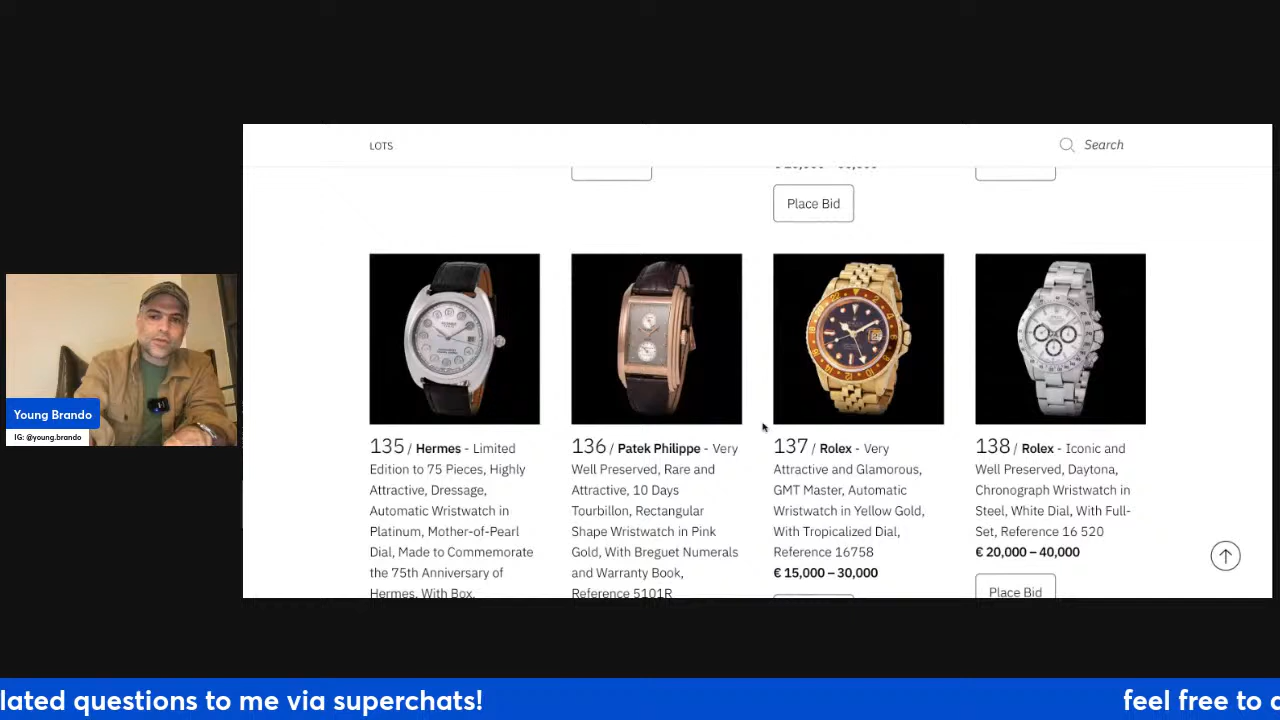 LOTS
Search
Place Bid
135 / Hermes - Limited
Edition to 75 Pieces, Highly
Attractive, Dressage,
Automatic Wristwatch in
Platinum, Mother-of-Pearl
Dial, Made to Commemorate
the 75th Anniversary of
Hermes, With Box,
136 / Patek Philippe - Very
Well Preserved, Rare and
Attractive, 10 Days
Tourbillon, Rectangular
Shape Wristwatch in Pink
Gold, With Breguet Numerals
and Warranty Book,
Reference 5101R
137 / Rolex - Very
Attractive and Glamorous,
GMT Master, Automatic
Wristwatch in Yellow Gold,
With Tropicalized Dial,
Reference 16758
€ 15,000 – 30,000
138 / Rolex - Iconic and
Well Preserved, Daytona,
Chronograph Wristwatch in
Steel, White Dial, With Full-
Set, Reference 16 520
€ 20,000 – 40,000
Place Bid
Young Brando
IG: @young.brando
lated questions to me via superchats!
feel free to